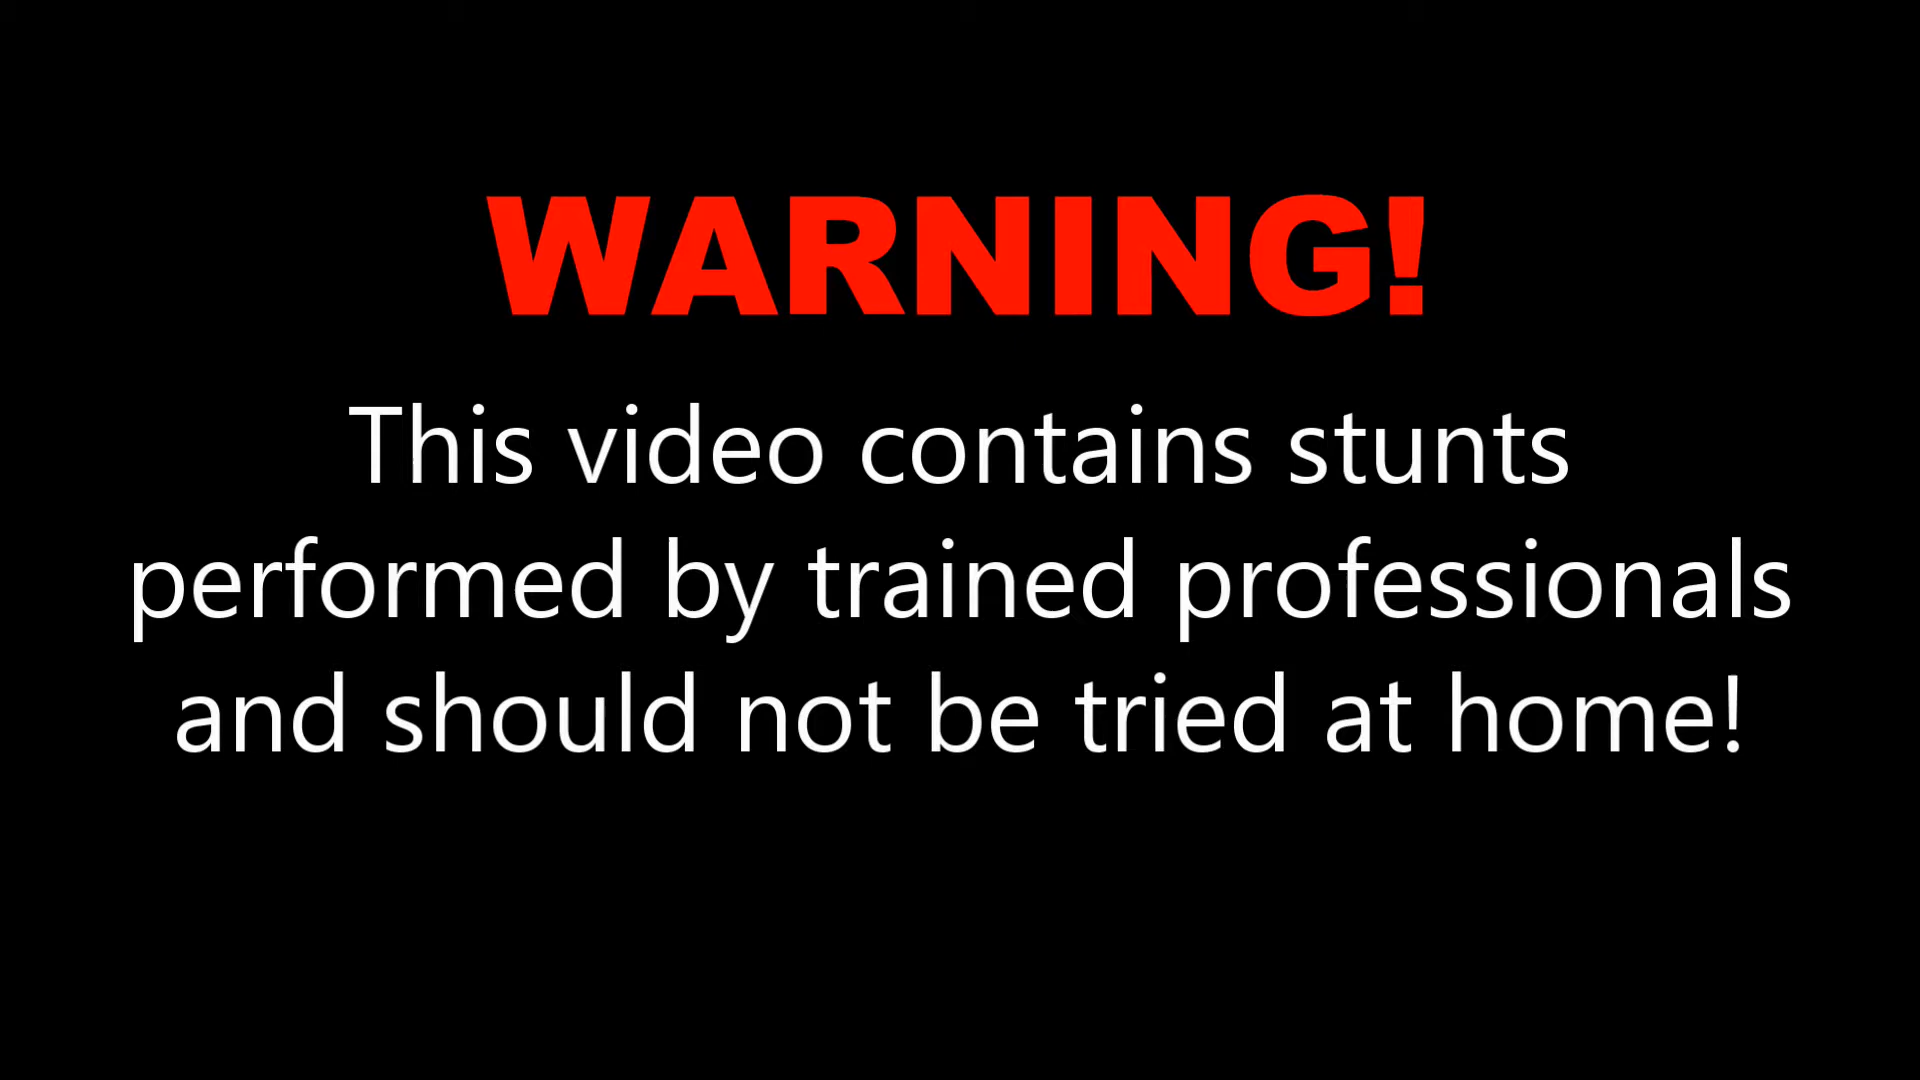 WARNING!
This video contains stunts
performed by trained professionals
and should not be tried at home!